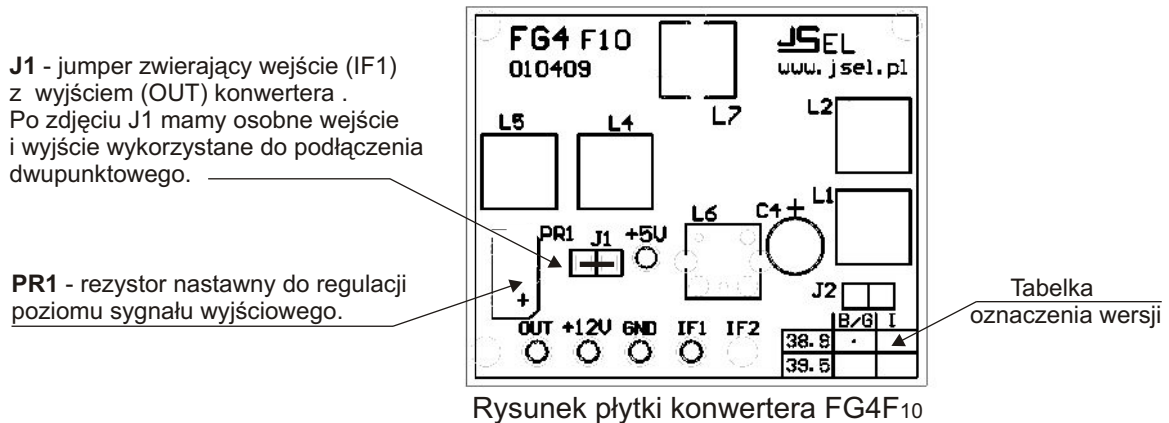 J1 - jumper zwierający wejście (IF1)
z wyjściem (OUT) konwertera .
Po zdjęciu J1 mamy osobne wejście
i wyjście wykorzystane do podłączenia
dwupunktowego.
PR1 - rezystor nastawny do regulacji
poziomu sygnału wyjściowego.
FG4 F10
010409
JSEL
www.jsel.pl
L7
L2
L5
L4
L1
L6
C4 +
PR1
J1
+5V
+
J2
OUT +12V GND IF1 IF2
B/G I
38.9
39.5
Tabelka
oznaczenia wersji
Rysunek płytki konwertera FG4F10